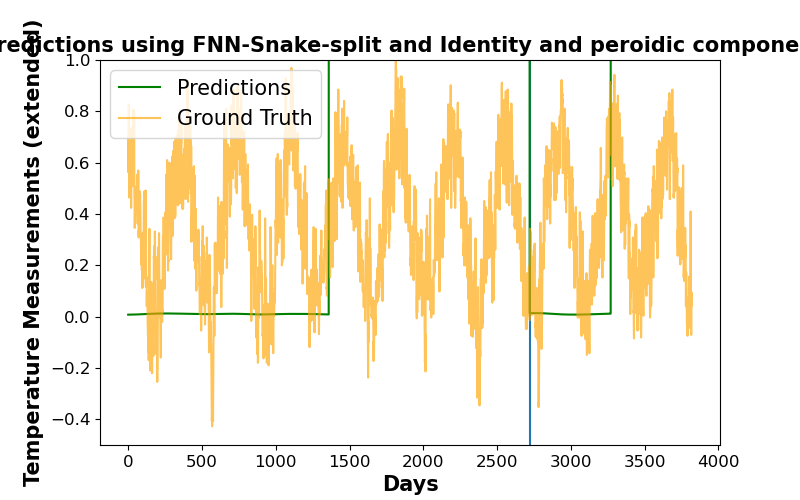 redictions using FNN-Snake-split and Identity and peroidic compone
Temperature Measurements (extended)
Predictions
Ground Truth
1.0
0.8
0.6
0.4
0.2
0.0
−0.2
−0.4
0 500 1000 1500 2000 2500 3000 3500 4000
Days